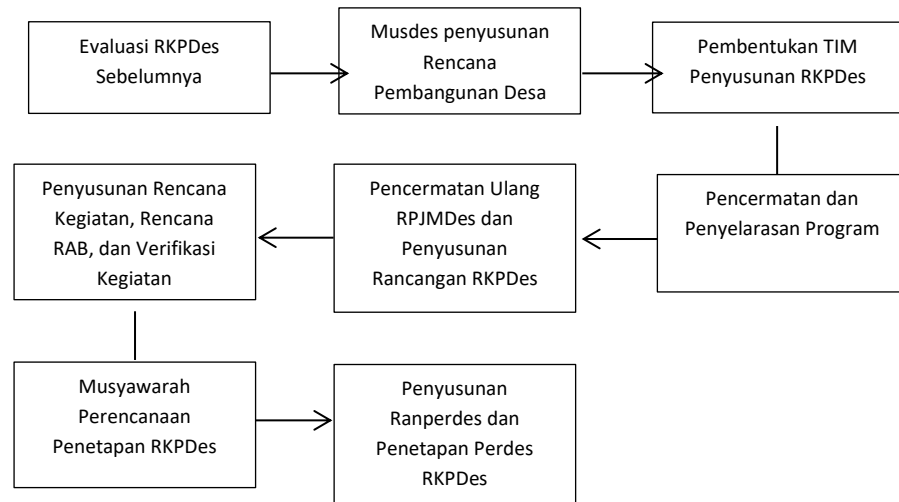 Evaluasi RKPDes
Sebelumnya
Musdes penyusunan
Rencana
Pembangunan Desa
Pembentukan TIM
Penyusunan RKPDes
Pencermatan dan
Penyelarasan Program
Pencermatan Ulang
RPJMDes dan
Penyusunan
Rancangan RKPDes
Penyusunan Rencana
Kegiatan, Rencana
RAB, dan Verifikasi
Kegiatan
Musyawarah
Perencanaan
Penetapan RKPDes
Penyusunan
Ranperdes dan
Penetapan Perdes
RKPDes